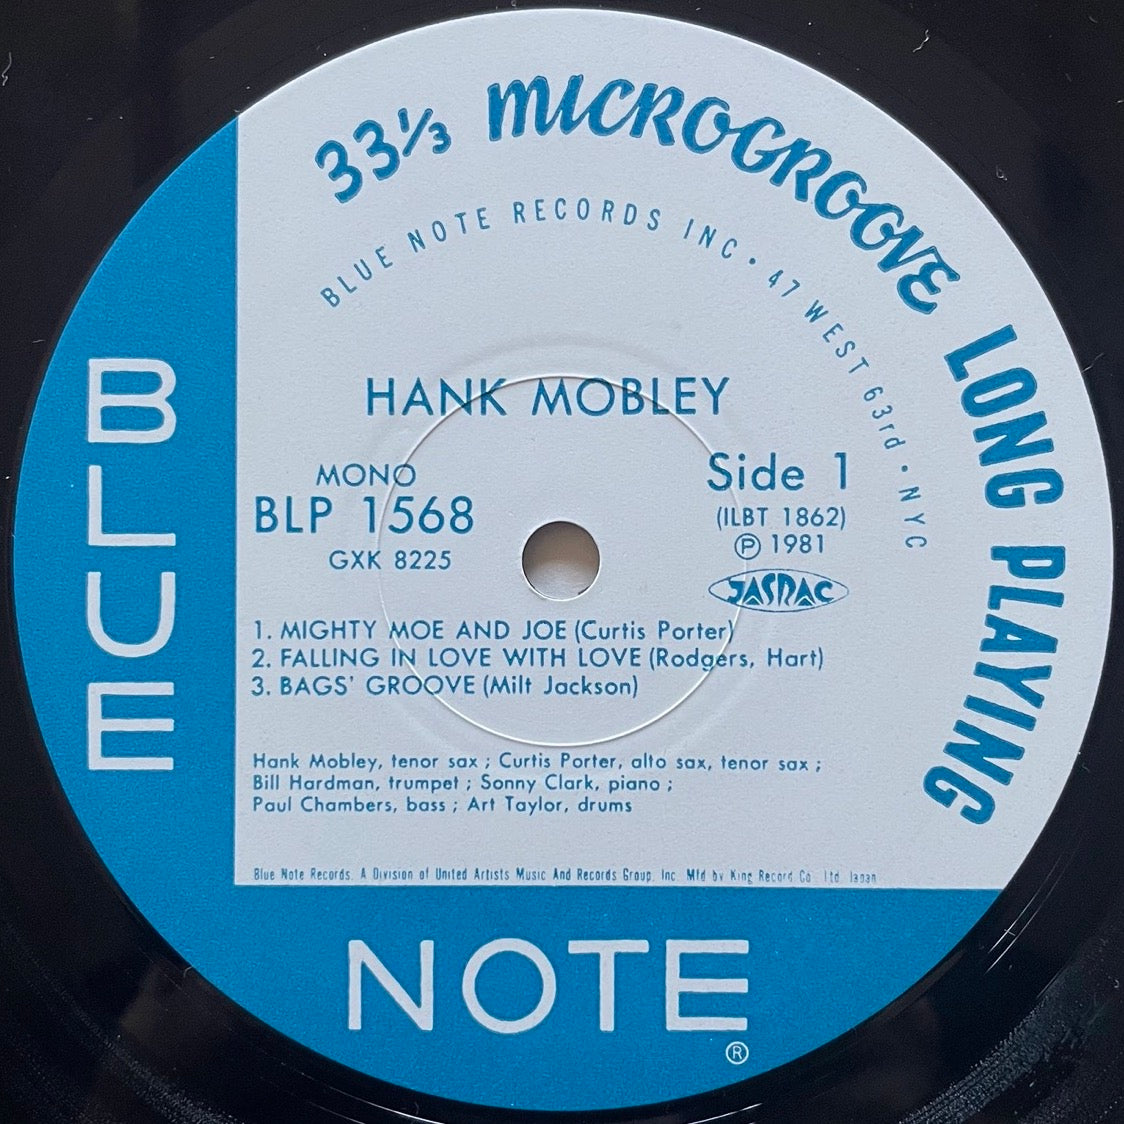 33⅓ MICROGROOVE LONG PLAYING
BLUE NOTE RECORDS INC • 47 WEST 63rd • NYC
HANK MOBLEY
MONO
BLP 1568
GXK 8225
Side 1
(ILBT 1862)
Ⓟ 1981
JASRAC
1. MIGHTY MOE AND JOE (Curtis Porter)
2. FALLING IN LOVE WITH LOVE (Rodgers, Hart)
3. BAGS' GROOVE (Milt Jackson)
Hank Mobley, tenor sax ; Curtis Porter, alto sax, tenor sax ;
Bill Hardman, trumpet ; Sonny Clark, piano ;
Paul Chambers, bass ; Art Taylor, drums
Blue Note Records, A Division of United Artists Music And Records Group, Inc. Mfd by King Record Co. Ltd. Japan
BLUE
NOTE
®